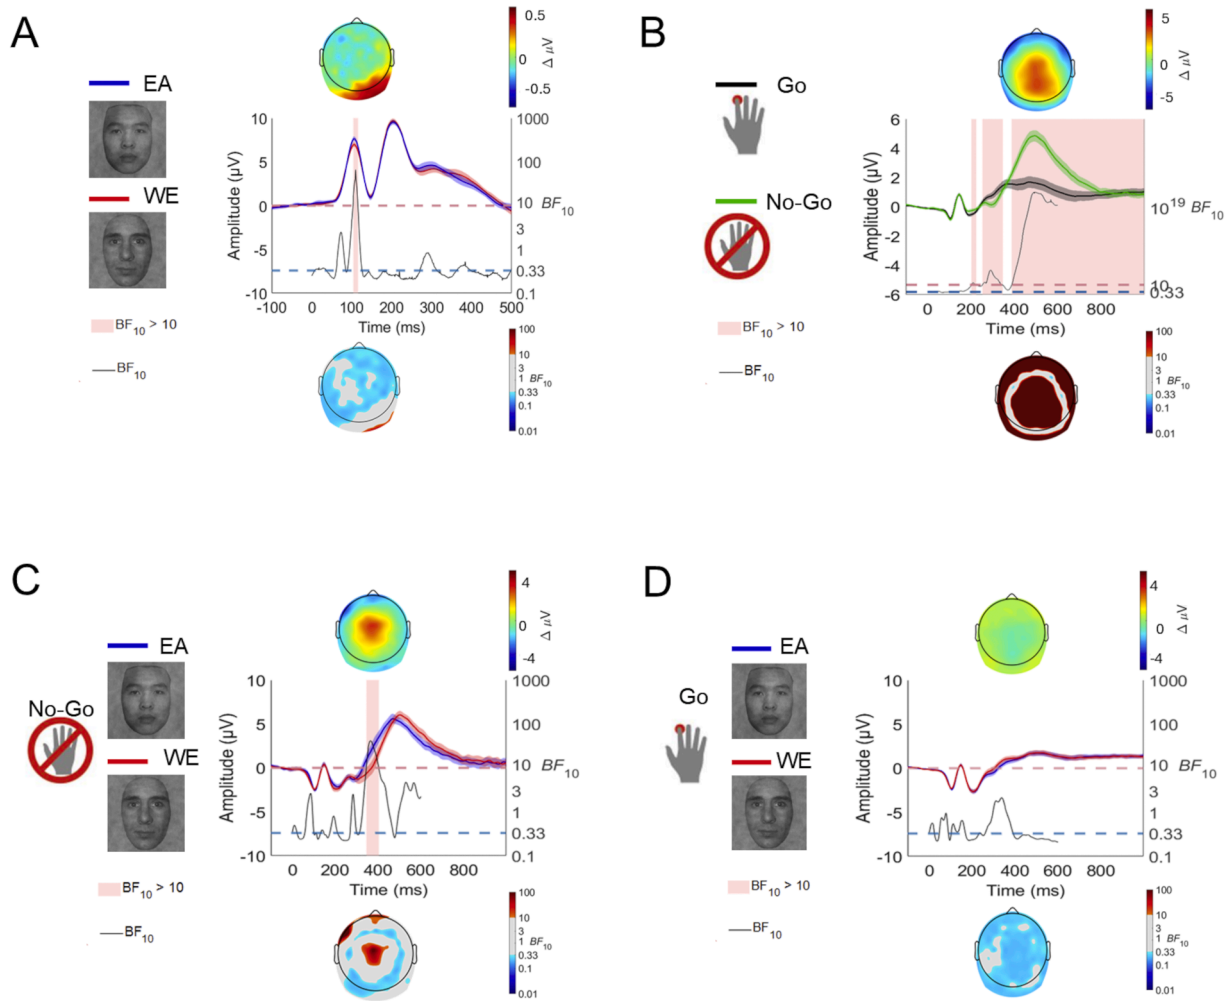 A
EA
WE
BF10 > 10
BF10
0.5
0
-0.5
Δ μV
10
5
0
-5
-10
Amplitude (μV)
1000
100
10 BF10
3
1
0.33
0.1
-100 0 100 200 300 400 500
Time (ms)
100
10
3
1 BF10
0.33
0.1
0.01
B
Go
No-Go
BF10 > 10
BF10
5
0
-5
Δ μV
6
4
2
0
-2
-4
-6
Amplitude (μV)
10^19 BF10
10
0.33
0 200 400 600 800
Time (ms)
100
10
3
1 BF10
0.33
0.1
0.01
C
No-Go
EA
WE
BF10 > 10
BF10
4
2
0
-2
-4
Δ μV
10
5
0
-5
-10
Amplitude (μV)
1000
100
10 BF10
3
1
0.33
0.1
0 200 400 600 800
Time (ms)
100
10
3
1 BF10
0.33
0.1
0.01
D
Go
EA
WE
BF10 > 10
BF10
4
2
0
-2
-4
Δ μV
10
5
0
-5
-10
Amplitude (μV)
1000
100
10 BF10
3
1
0.33
0.1
0 200 400 600 800
Time (ms)
100
10
3
1 BF10
0.33
0.1
0.01